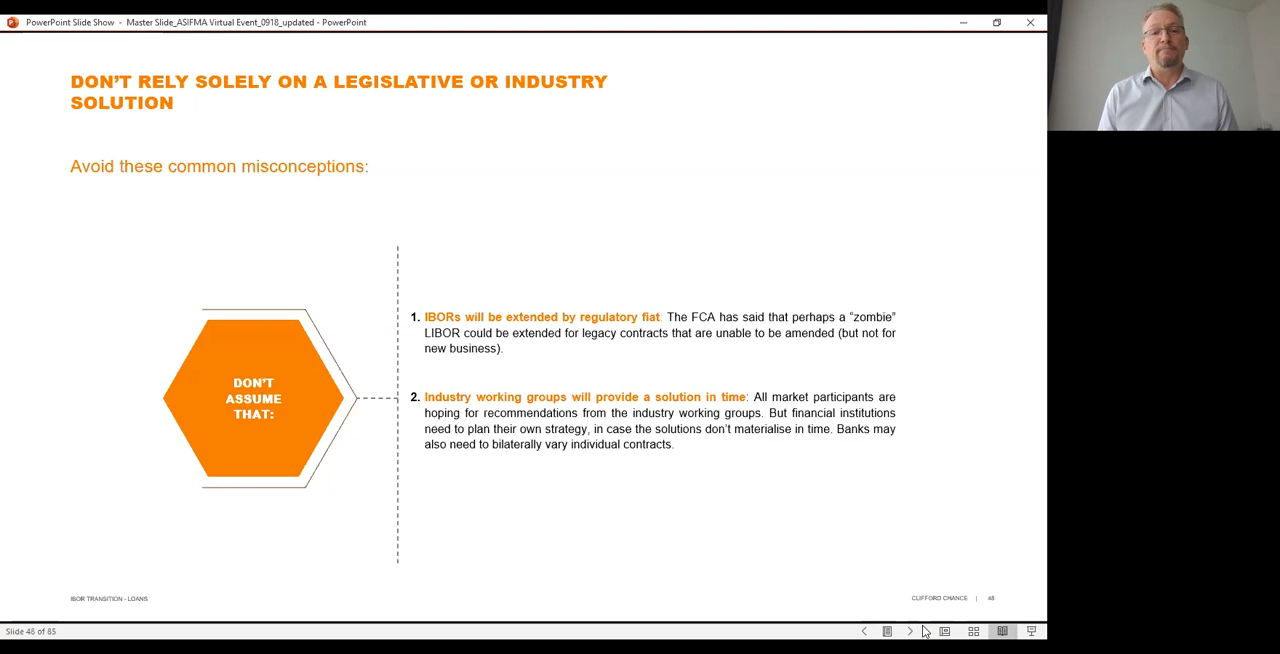 PowerPoint Slide Show - Master Slide_ASIFMA Virtual Event_0918_updated - PowerPoint
DON'T RELY SOLELY ON A LEGISLATIVE OR INDUSTRY
SOLUTION
Avoid these common misconceptions:
DON'T
ASSUME
THAT:
1. IBORs will be extended by regulatory fiat: The FCA has said that perhaps a “zombie”
LIBOR could be extended for legacy contracts that are unable to be amended (but not for
new business).
2. Industry working groups will provide a solution in time: All market participants are
hoping for recommendations from the industry working groups. But financial institutions
need to plan their own strategy, in case the solutions don't materialise in time. Banks may
also need to bilaterally vary individual contracts.
IBOR TRANSITION - LOANS
CLIFFORD CHANCE | 48
Slide 48 of 85